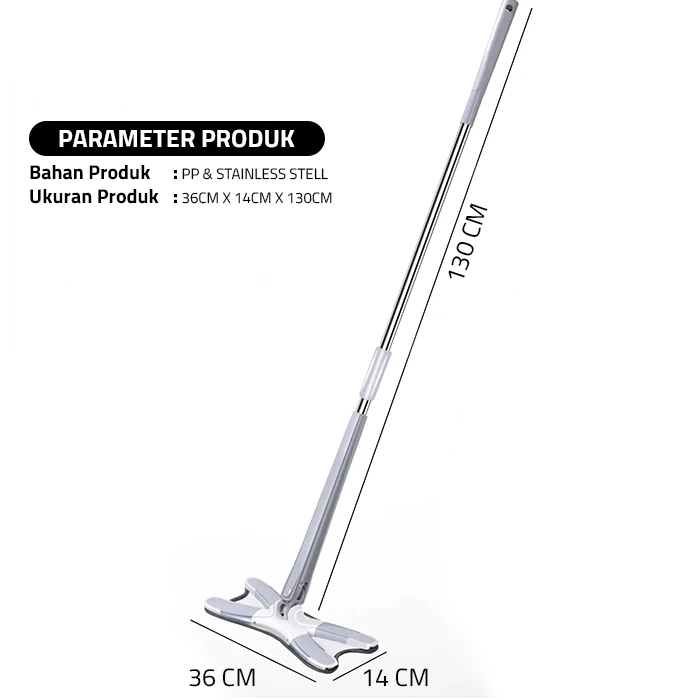 PARAMETER PRODUK
Bahan Produk : PP & STAINLESS STELL
Ukuran Produk : 36CM X 14CM X 130CM
130 CM
36 CM
14 CM